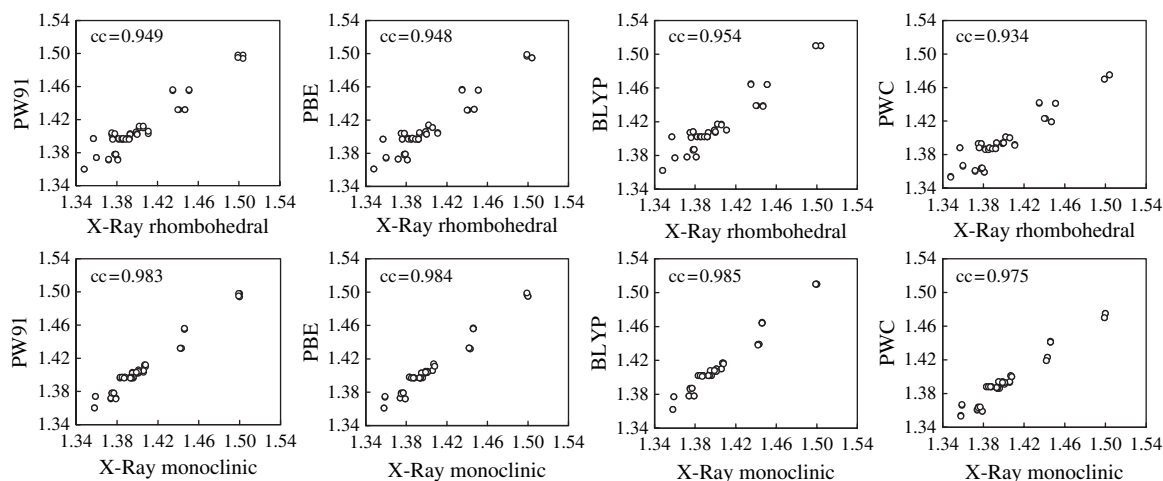 1.54 1.54 1.54 1.54
cc=0.949 cc=0.948 cc=0.954 cc=0.934
1.50 1.50 1.50 1.50
PW91 PBE BLYP PWC
1.46 1.46 1.46 1.46
1.42 1.42 1.42 1.42
1.38 1.38 1.38 1.38
1.34 1.34 1.34 1.34
1.34 1.38 1.42 1.46 1.50 1.54 1.34 1.38 1.42 1.46 1.50 1.54 1.34 1.38 1.42 1.46 1.50 1.54 1.34 1.38 1.42 1.46 1.50 1.54
X-Ray rhombohedral X-Ray rhombohedral X-Ray rhombohedral X-Ray rhombohedral
1.54 1.54 1.54 1.54
cc=0.983 cc=0.984 cc=0.985 cc=0.975
1.50 1.50 1.50 1.50
PW91 PBE BLYP PWC
1.46 1.46 1.46 1.46
1.42 1.42 1.42 1.42
1.38 1.38 1.38 1.38
1.34 1.34 1.34 1.34
1.34 1.38 1.42 1.46 1.50 1.54 1.34 1.38 1.42 1.46 1.50 1.54 1.34 1.38 1.42 1.46 1.50 1.54 1.34 1.38 1.42 1.46 1.50 1.54
X-Ray monoclinic X-Ray monoclinic X-Ray monoclinic X-Ray monoclinic